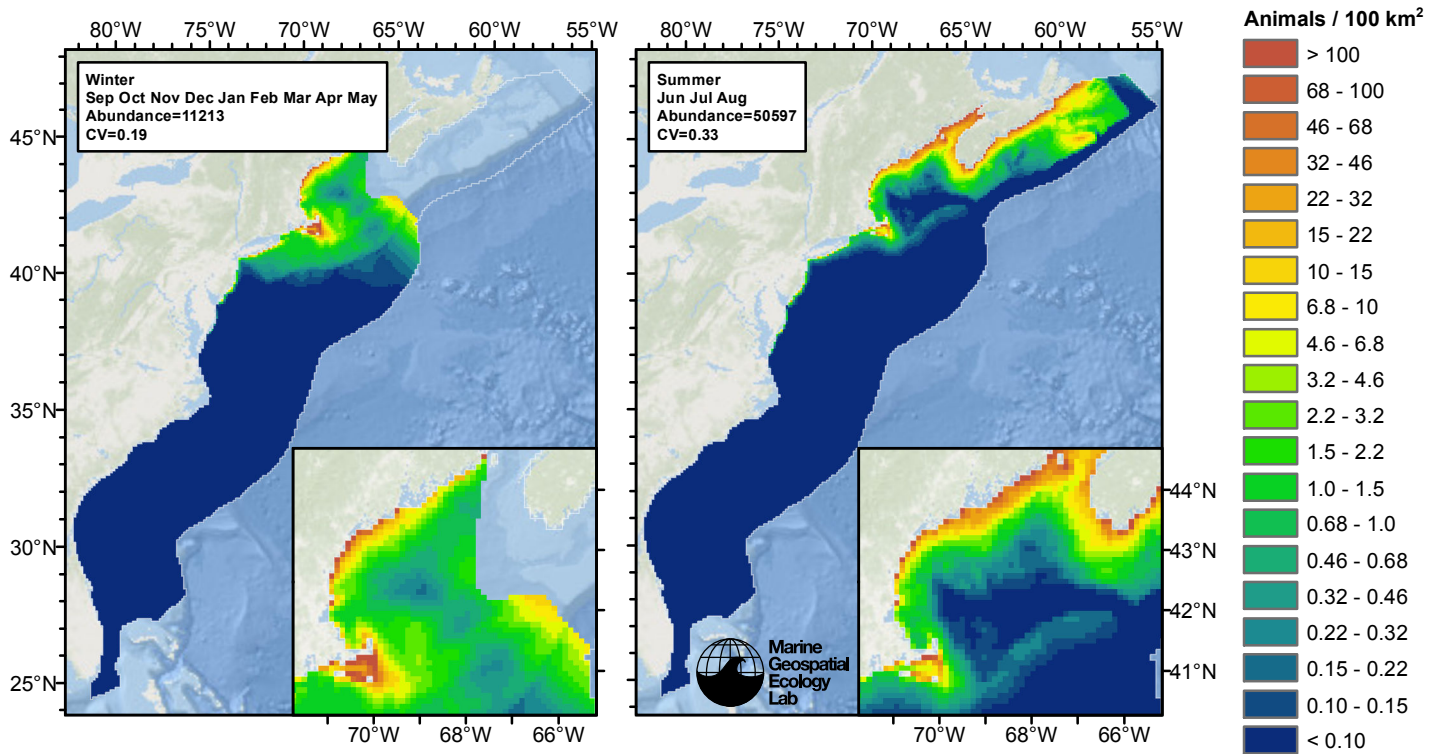 80°W 75°W 70°W 65°W 60°W 55°W
80°W 75°W 70°W 65°W 60°W 55°W
Winter
Sep Oct Nov Dec Jan Feb Mar Apr May
Abundance=11213
CV=0.19
Summer
Jun Jul Aug
Abundance=50597
CV=0.33
45°N
40°N
35°N
30°N
25°N
44°N
43°N
42°N
41°N
70°W 68°W 66°W
70°W 68°W 66°W
Marine
Geospatial
Ecology
Lab
Animals / 100 km²
> 100
68 - 100
46 - 68
32 - 46
22 - 32
15 - 22
10 - 15
6.8 - 10
4.6 - 6.8
3.2 - 4.6
2.2 - 3.2
1.5 - 2.2
1.0 - 1.5
0.68 - 1.0
0.46 - 0.68
0.32 - 0.46
0.22 - 0.32
0.15 - 0.22
0.10 - 0.15
< 0.10